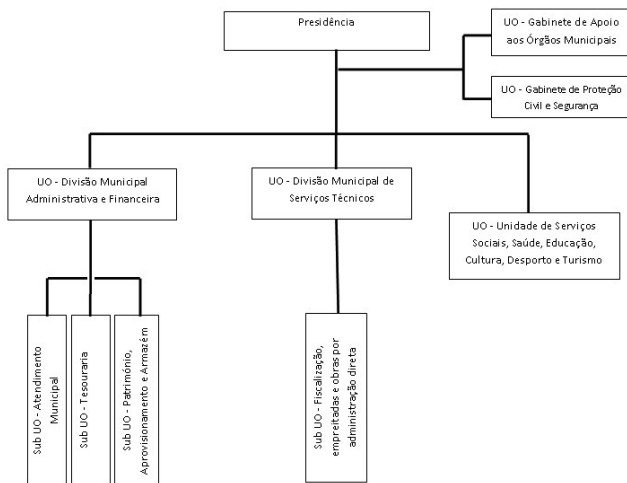 Presidência
UO - Gabinete de Apoio
aos Órgãos Municipais
UO - Gabinete de Proteção
Civil e Segurança
UO - Divisão Municipal
Administrativa e Financeira
UO - Divisão Municipal de
Serviços Técnicos
UO - Unidade de Serviços
Sociais, Saúde, Educação,
Cultura, Desporto e Turismo
Sub UO - Atendimento
Municipal
Sub UO - Tesouraria
Sub UO - Património,
Aprovisionamento e Armazém
Sub UO - Fiscalização,
empreitadas e obras por
administração direta